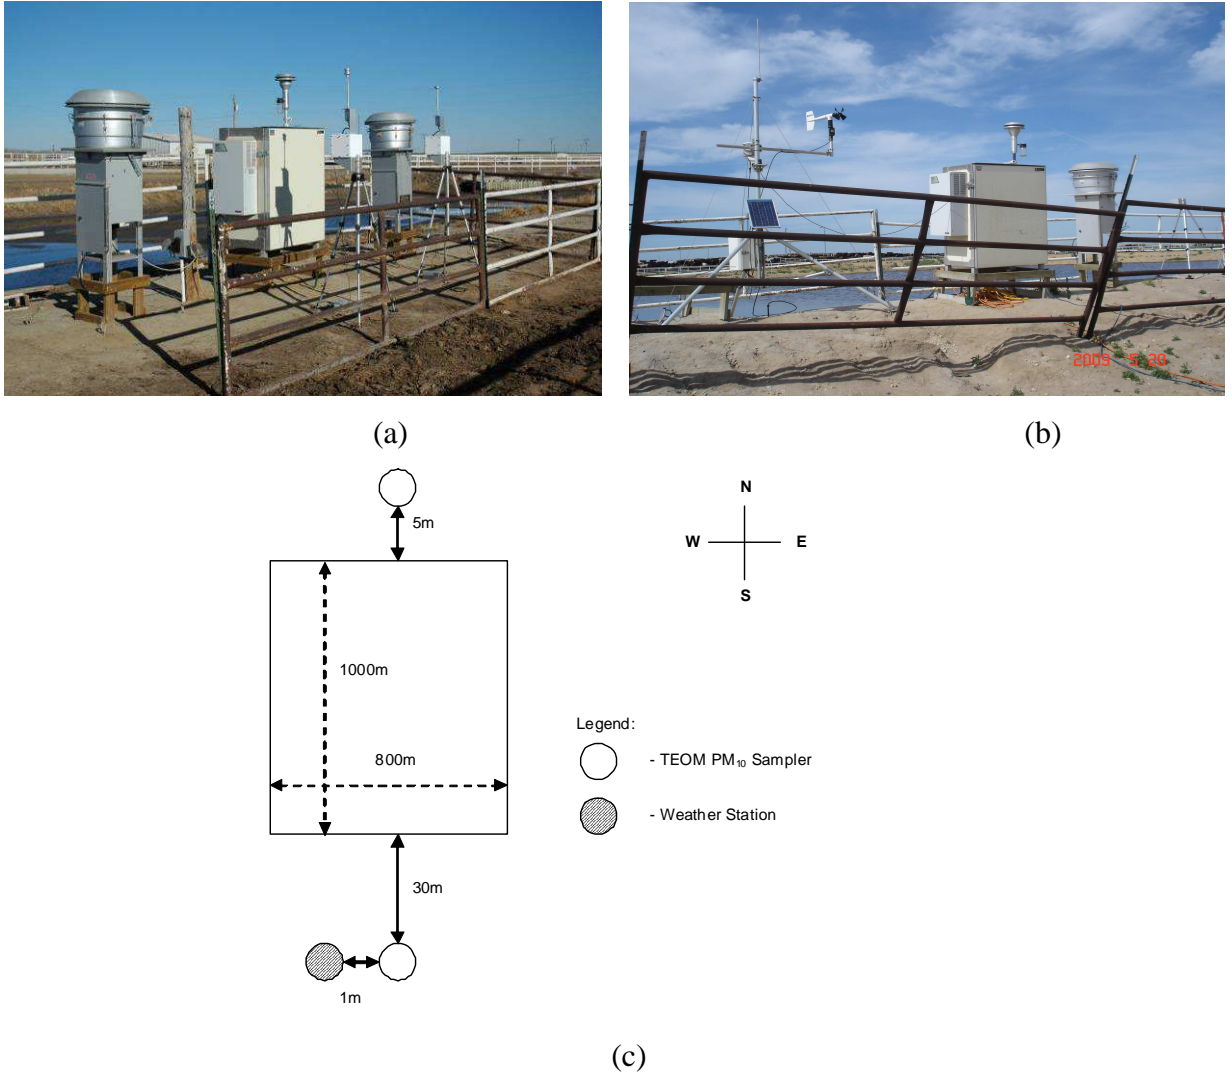 2009 5 20
(a)
(b)
5m
N
W E
S
1000m
800m
Legend:
- TEOM PM₁₀ Sampler
- Weather Station
30m
1m
(c)